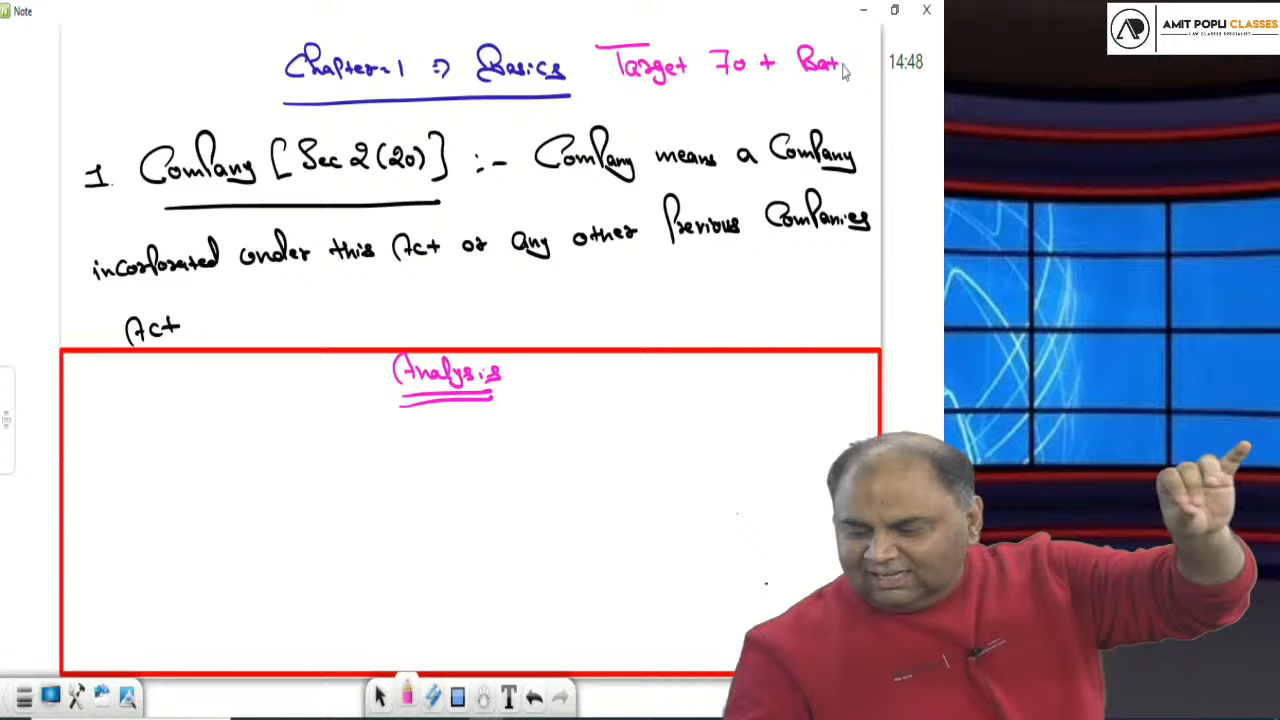 Note
AP AMIT POPLI CLASSES
LAW CLASSES SPECIALIST
Chapter-1 => Basics Target 70 + Bat
14:48
1. Company [Sec 2(20)] :- Company means a Company
incorporated under this Act or any other Previous Companies
Act
Analysis
T